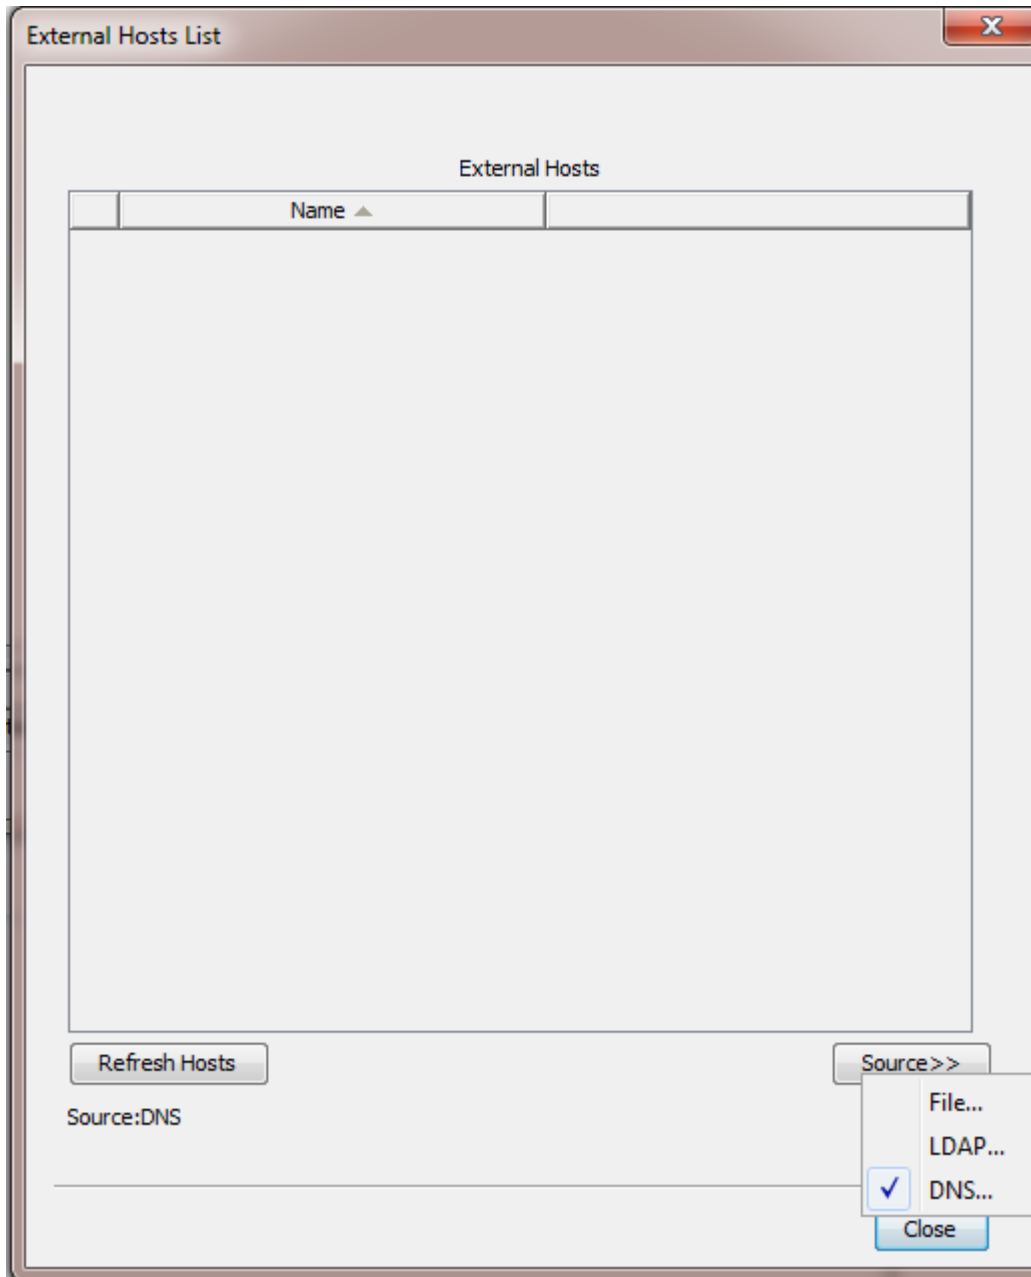 External Hosts List
External Hosts
Name
Refresh Hosts
Source>>
Source:DNS
File...
LDAP...
DNS...
Close